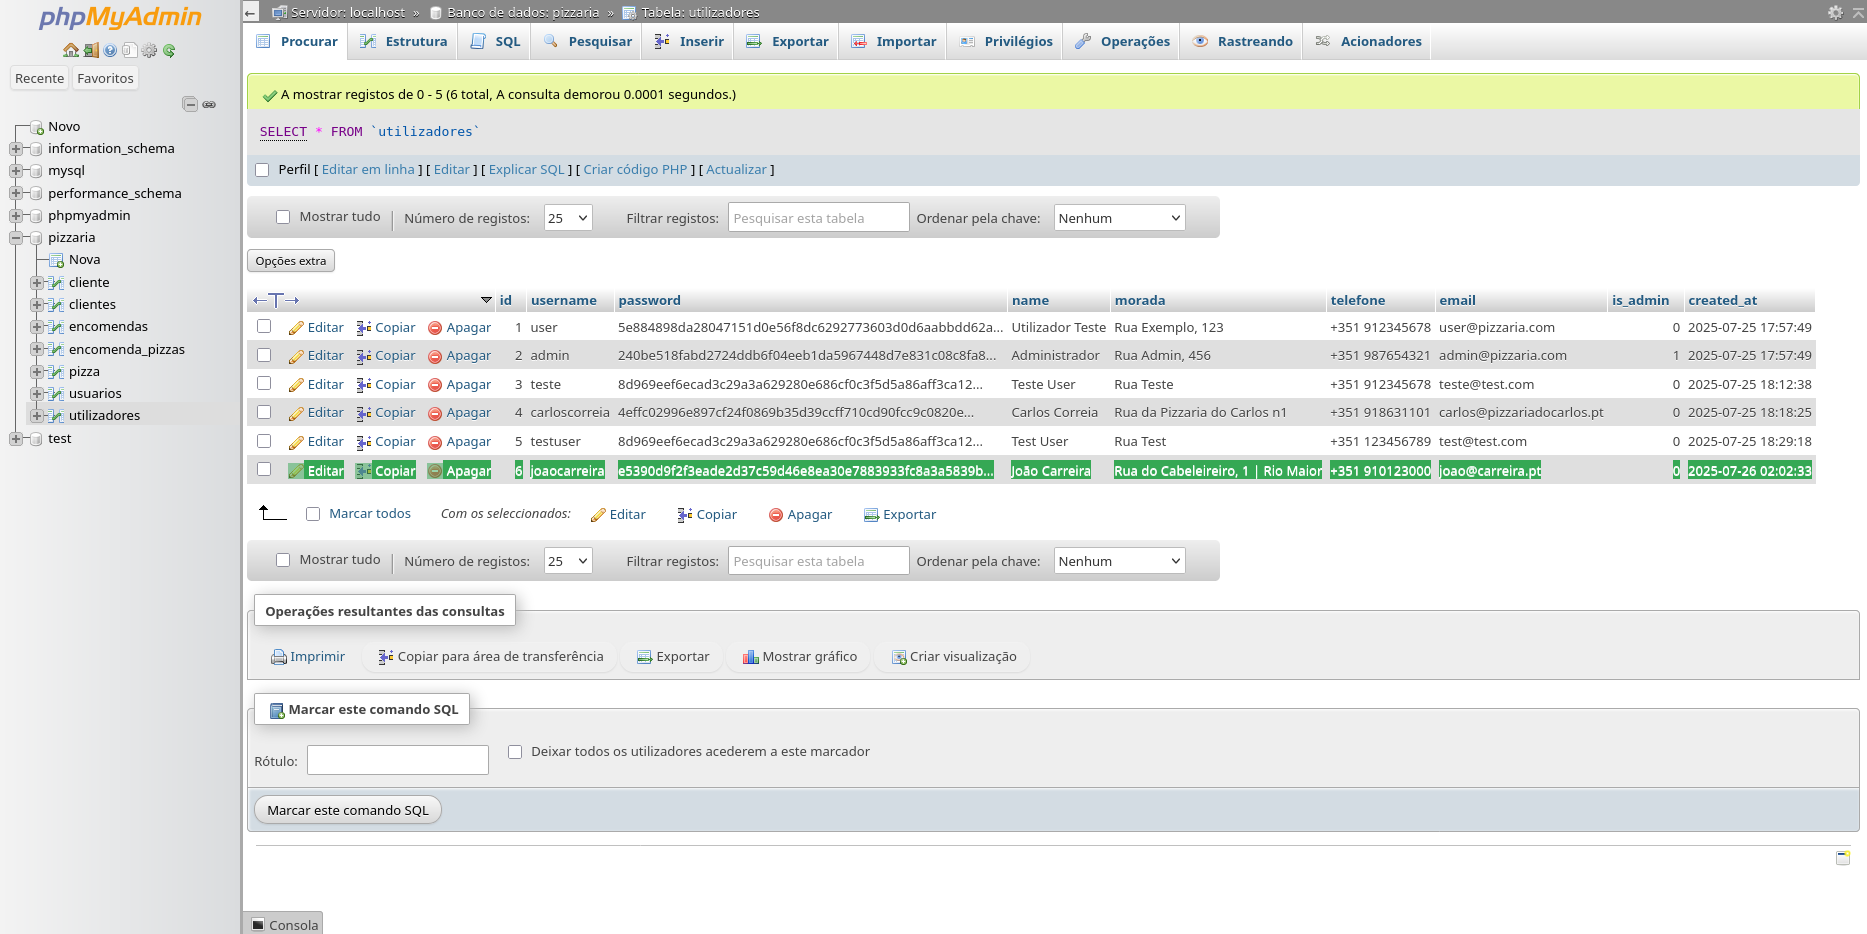 phpMyAdmin
Recente Favoritos
Novo
information_schema
mysql
performance_schema
phpmyadmin
pizzaria
Nova
cliente
clientes
encomendas
encomenda_pizzas
pizza
usuarios
utilizadores
test
Servidor: localhost » Banco de dados: pizzaria » Tabela: utilizadores
Procurar Estrutura SQL Pesquisar Inserir Exportar Importar Privilégios Operações Rastreando Acionadores
A mostrar registos de 0 - 5 (6 total, A consulta demorou 0.0001 segundos.)
SELECT * FROM `utilizadores`
Perfil [ Editar em linha ] [ Editar ] [ Explicar SQL ] [ Criar código PHP ] [ Actualizar ]
Mostrar tudo Número de registos: 25 Filtrar registos: Pesquisar esta tabela Ordenar pela chave: Nenhum
Opções extra
←T→ id username password name morada telefone email is_admin created_at
Editar Copiar Apagar 1 user 5e884898da28047151d0e56f8dc6292773603d0d6aabbdd62a... Utilizador Teste Rua Exemplo, 123 +351 912345678 user@pizzaria.com 0 2025-07-25 17:57:49
Editar Copiar Apagar 2 admin 240be518fabd2724ddb6f04eeb1da5967448d7e831c08c8fa8... Administrador Rua Admin, 456 +351 987654321 admin@pizzaria.com 1 2025-07-25 17:57:49
Editar Copiar Apagar 3 teste 8d969eef6ecad3c29a3a629280e686cf0c3f5d5a86aff3ca12... Teste User Rua Teste +351 912345678 teste@test.com 0 2025-07-25 18:12:38
Editar Copiar Apagar 4 carloscorreia 4effc02996e897cf24f0869b35d39ccff710cd90fcc9c0820e... Carlos Correia Rua da Pizzaria do Carlos n1 +351 918631101 carlos@pizzariadocarlos.pt 0 2025-07-25 18:18:25
Editar Copiar Apagar 5 testuser 8d969eef6ecad3c29a3a629280e686cf0c3f5d5a86aff3ca12... Test User Rua Test +351 123456789 test@test.com 0 2025-07-25 18:29:18
Editar Copiar Apagar 6 joaocarreira e5390d9f2f3eade2d37c59d46e8ea30e7883933fc8a3a5839b... João Carreira Rua do Cabeleireiro, 1 | Rio Maior +351 910123000 joao@carreira.pt 0 2025-07-26 02:02:33
Marcar todos Com os seleccionados: Editar Copiar Apagar Exportar
Mostrar tudo Número de registos: 25 Filtrar registos: Pesquisar esta tabela Ordenar pela chave: Nenhum
Operações resultantes das consultas
Imprimir Copiar para área de transferência Exportar Mostrar gráfico Criar visualização
Marcar este comando SQL
Rótulo: Deixar todos os utilizadores acederem a este marcador
Marcar este comando SQL
Consola